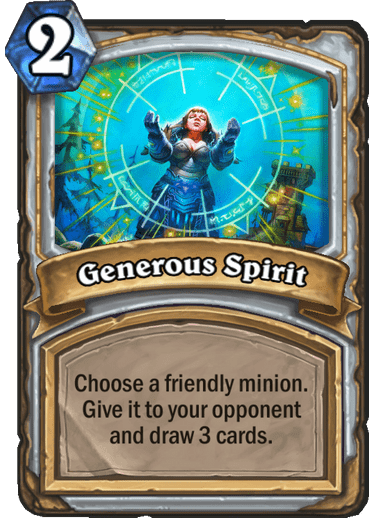 2
Generous Spirit
Choose a friendly minion.
Give it to your opponent
and draw 3 cards.